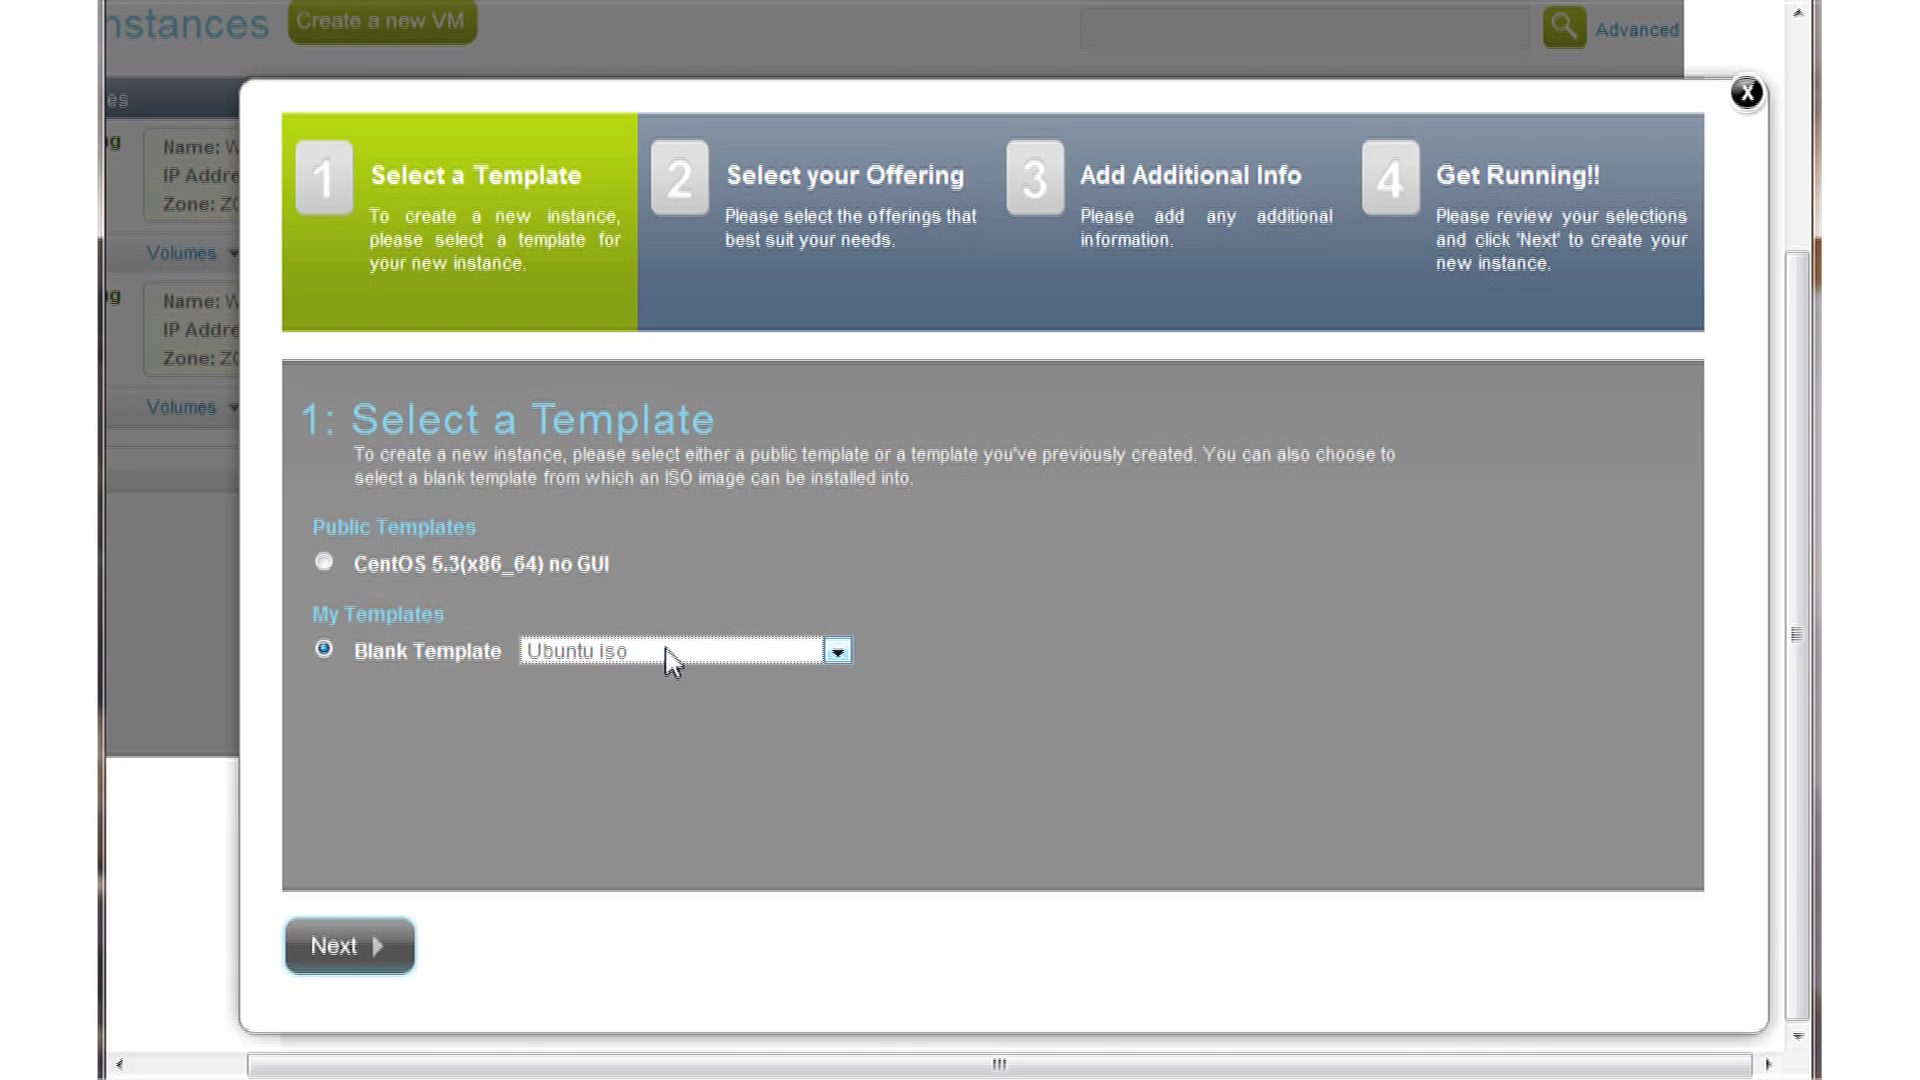 nstances
Create a new VM
Advanced
es
g
Name: W
IP Addre
Zone: ZO
Volumes
g
Name: W
IP Addre
Zone: ZO
Volumes
X
1
Select a Template
To create a new instance,
please select a template for
your new instance.
2
Select your Offering
Please select the offerings that
best suit your needs.
3
Add Additional Info
Please add any additional
information.
4
Get Running!!
Please review your selections
and click 'Next' to create your
new instance.
1: Select a Template
To create a new instance, please select either a public template or a template you've previously created. You can also choose to
select a blank template from which an ISO image can be installed into.
Public Templates
CentOS 5.3(x86_64) no GUI
My Templates
Blank Template
Ubuntu iso
Next